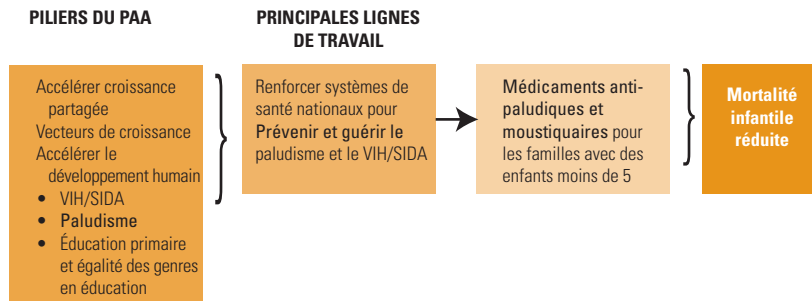 PILIERS DU PAA
PRINCIPALES LIGNES
DE TRAVAIL
Accélérer croissance
partagée
Vecteurs de croissance
Accélérer le
développement humain
• VIH/SIDA
• Paludisme
• Éducation primaire
et égalité des genres
en éducation
Renforcer systèmes de
santé nationaux pour
Prévenir et guérir le
paludisme et le VIH/SIDA
Médicaments anti-
paludiques et
moustiquaires pour
les familles avec des
enfants moins de 5
Mortalité
infantile
réduite